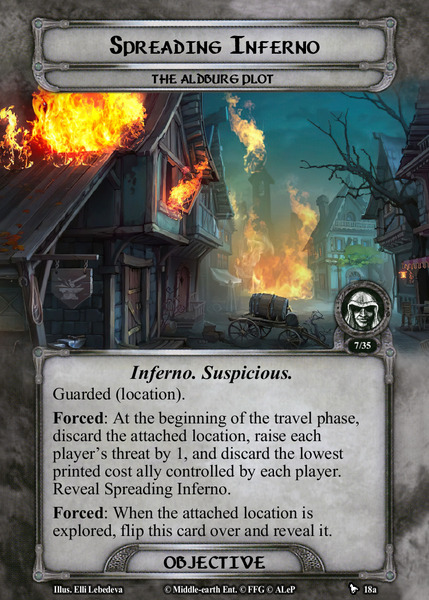 Spreading Inferno
The Aldburg Plot
7/35
Inferno. Suspicious.
Guarded (location).
Forced: At the beginning of the travel phase,
discard the attached location, raise each
player's threat by 1, and discard the lowest
printed cost ally controlled by each player.
Reveal Spreading Inferno.
Forced: When the attached location is
explored, flip this card over and reveal it.
OBJECTIVE
Illus. Elli Lebedeva © Middle-earth Ent. © FFG © ALeP 18a